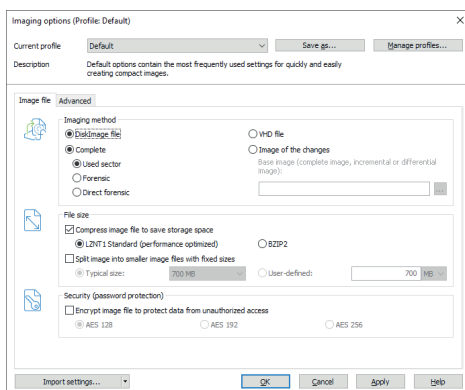 Imaging options (Profile: Default)
Current profile
Default
Save as...
Manage profiles...
Description
Default options contain the most frequently used settings for quickly and easily
creating compact images.
Image file
Advanced
Imaging method
DiskImage file
VHD file
Complete
Image of the changes
Used sector
Base image (complete image, incremental or differential
image):
Forensic
Direct forensic
...
File size
Compress image file to save storage space
LZNT1 Standard (performance optimized)
BZIP2
Split image into smaller image files with fixed sizes
Typical size:
700 MB
User-defined:
700
MB
Security (password protection)
Encrypt image file to protect data from unauthorized access
AES 128
AES 192
AES 256
Import settings...
OK
Cancel
Apply
Help